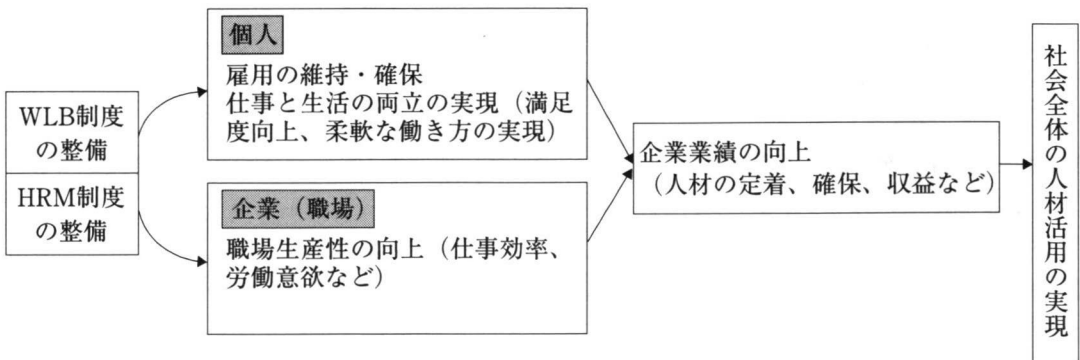 WLB制度
の整備
HRM制度
の整備
個人
雇用の維持・確保
仕事と生活の両立の実現（満足
度向上、柔軟な働き方の実現）
企業（職場）
職場生産性の向上（仕事効率、
労働意欲など）
企業業績の向上
（人材の定着、確保、収益など）
社会全体の人材活用の実現